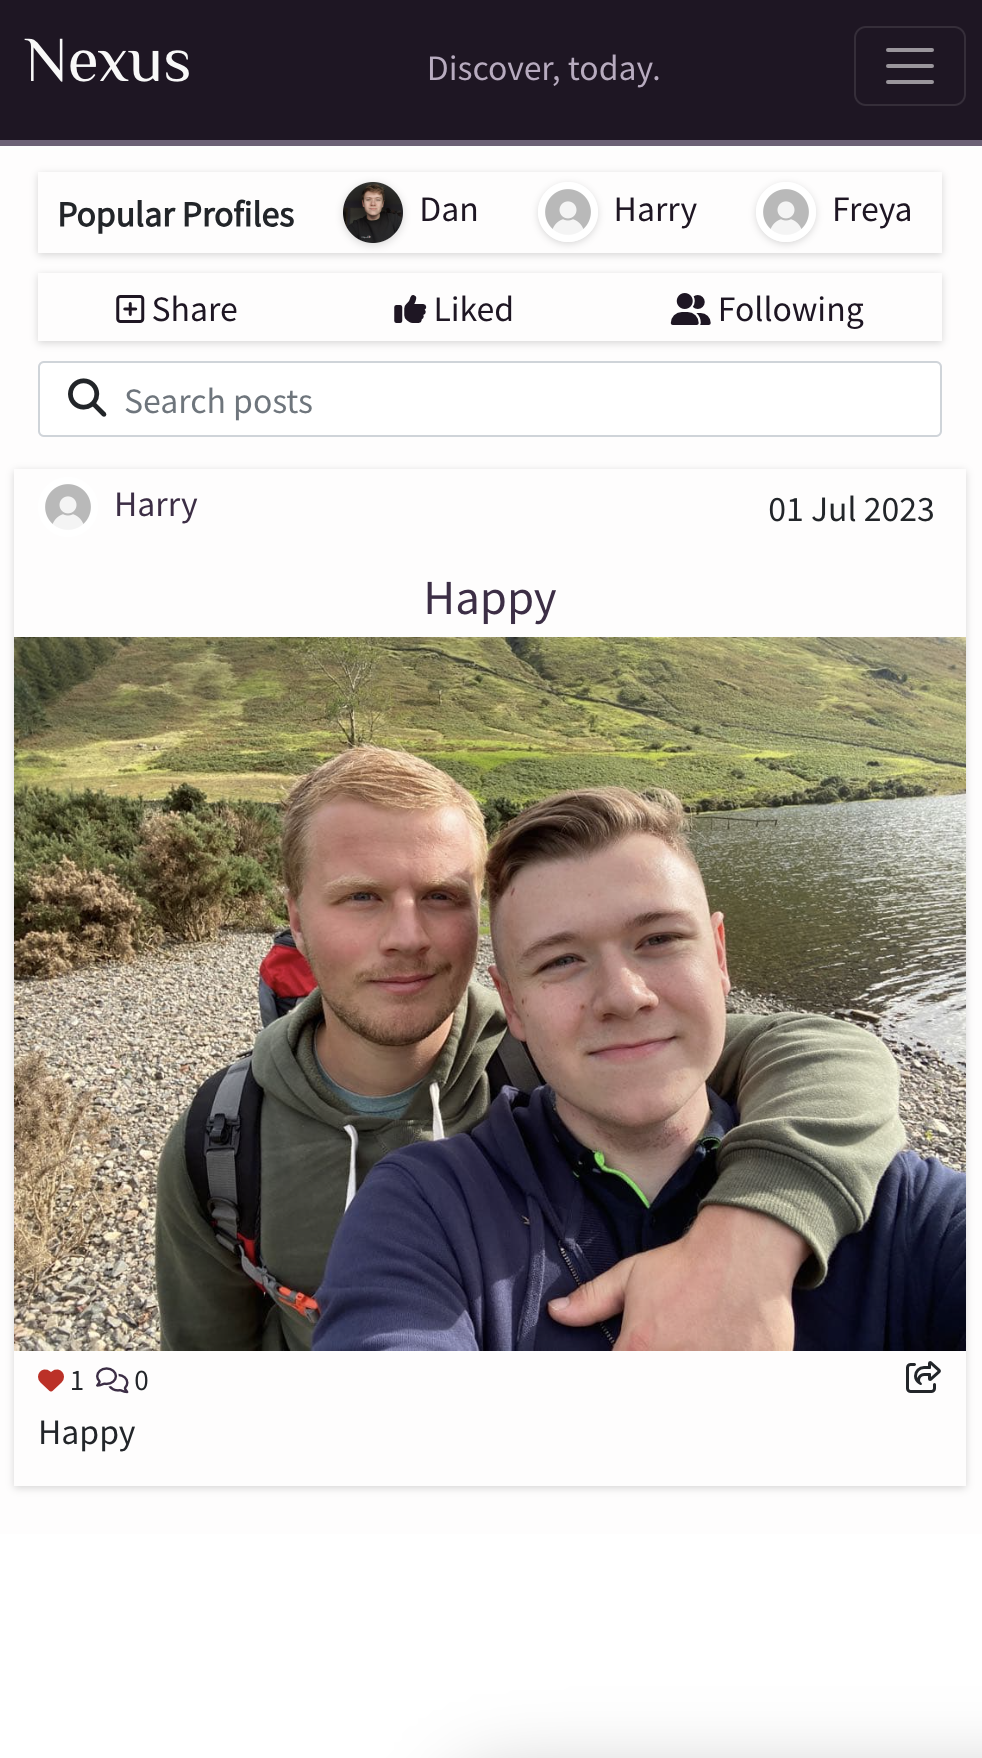 Nexus
Discover, today.
Popular Profiles Dan Harry Freya
Share Liked Following
Search posts
Harry 01 Jul 2023
Happy
1 0
Happy